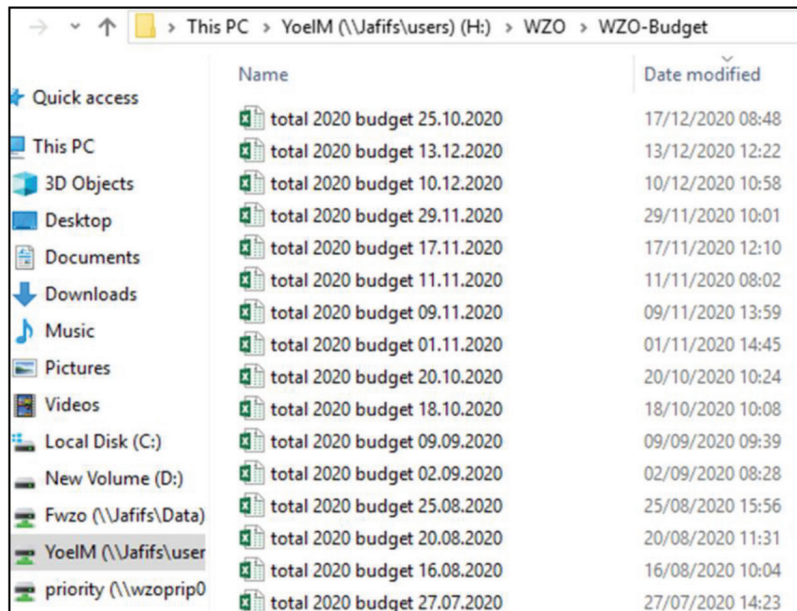 This PC > YoelM (\\Jafifs\users) (H:) > WZO > WZO-Budget
Name Date modified
Quick access
This PC
3D Objects
Desktop
Documents
Downloads
Music
Pictures
Videos
Local Disk (C:)
New Volume (D:)
Fwzo (\\Jafifs\Data)
YoelM (\\Jafifs\user
priority (\\wzoprip0
total 2020 budget 25.10.2020 17/12/2020 08:48
total 2020 budget 13.12.2020 13/12/2020 12:22
total 2020 budget 10.12.2020 10/12/2020 10:58
total 2020 budget 29.11.2020 29/11/2020 10:01
total 2020 budget 17.11.2020 17/11/2020 12:10
total 2020 budget 11.11.2020 11/11/2020 08:02
total 2020 budget 09.11.2020 09/11/2020 13:59
total 2020 budget 01.11.2020 01/11/2020 14:45
total 2020 budget 20.10.2020 20/10/2020 10:24
total 2020 budget 18.10.2020 18/10/2020 10:08
total 2020 budget 09.09.2020 09/09/2020 09:39
total 2020 budget 02.09.2020 02/09/2020 08:28
total 2020 budget 25.08.2020 25/08/2020 15:56
total 2020 budget 20.08.2020 20/08/2020 11:31
total 2020 budget 16.08.2020 16/08/2020 10:04
total 2020 budget 27.07.2020 27/07/2020 14:23